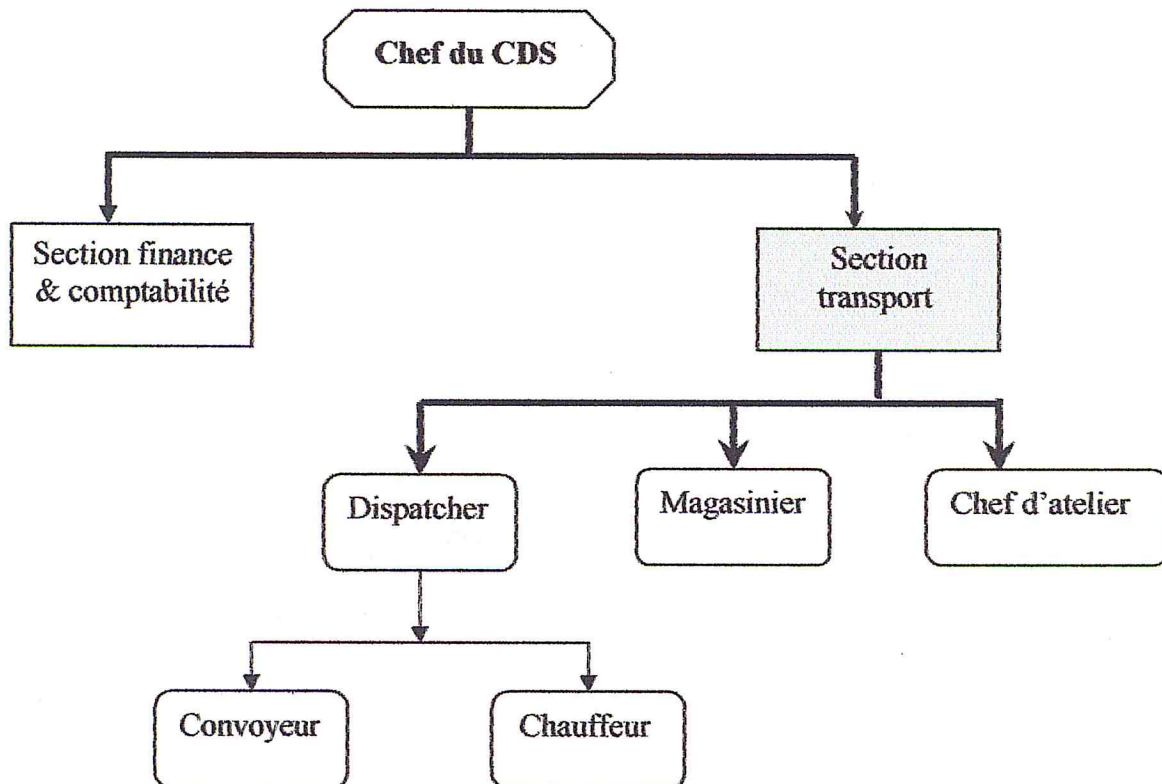 Chef du CDS
Section finance
& comptabilité
Section
transport
Dispatcher
Magasinier
Chef d'atelier
Convoyeur
Chauffeur